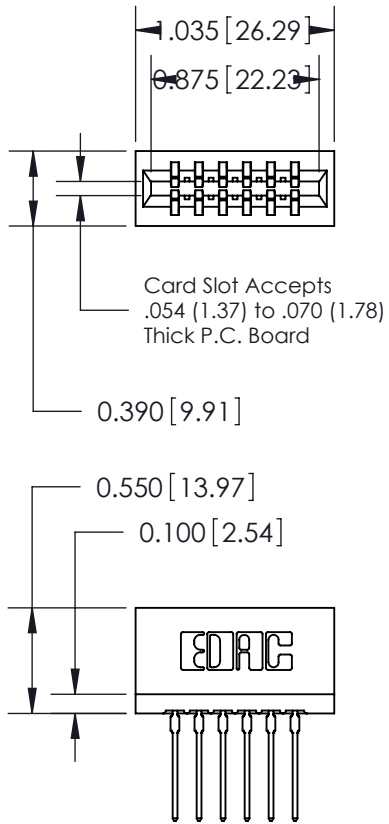 1.035 [26.29]
0.875 [22.23]
Card Slot Accepts
.054 (1.37) to .070 (1.78)
Thick P.C. Board
0.390 [9.91]
0.550 [13.97]
0.100 [2.54]
EDAC